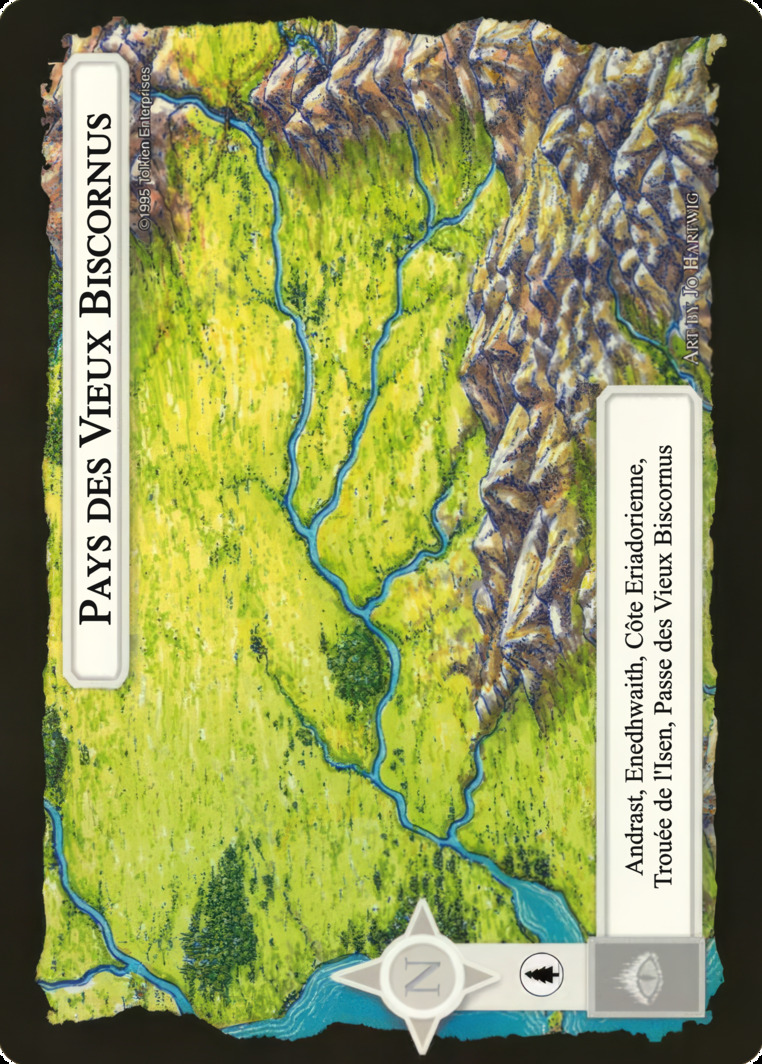 PAYS DES VIEUX BISCORNUS
©1995 Tolkien Enterprises
ART BY JO HARTWIG
Andrast, Enedhwaith, Côte Eriadorienne,
Trouée de l'Isen, Passe des Vieux Biscornus
N